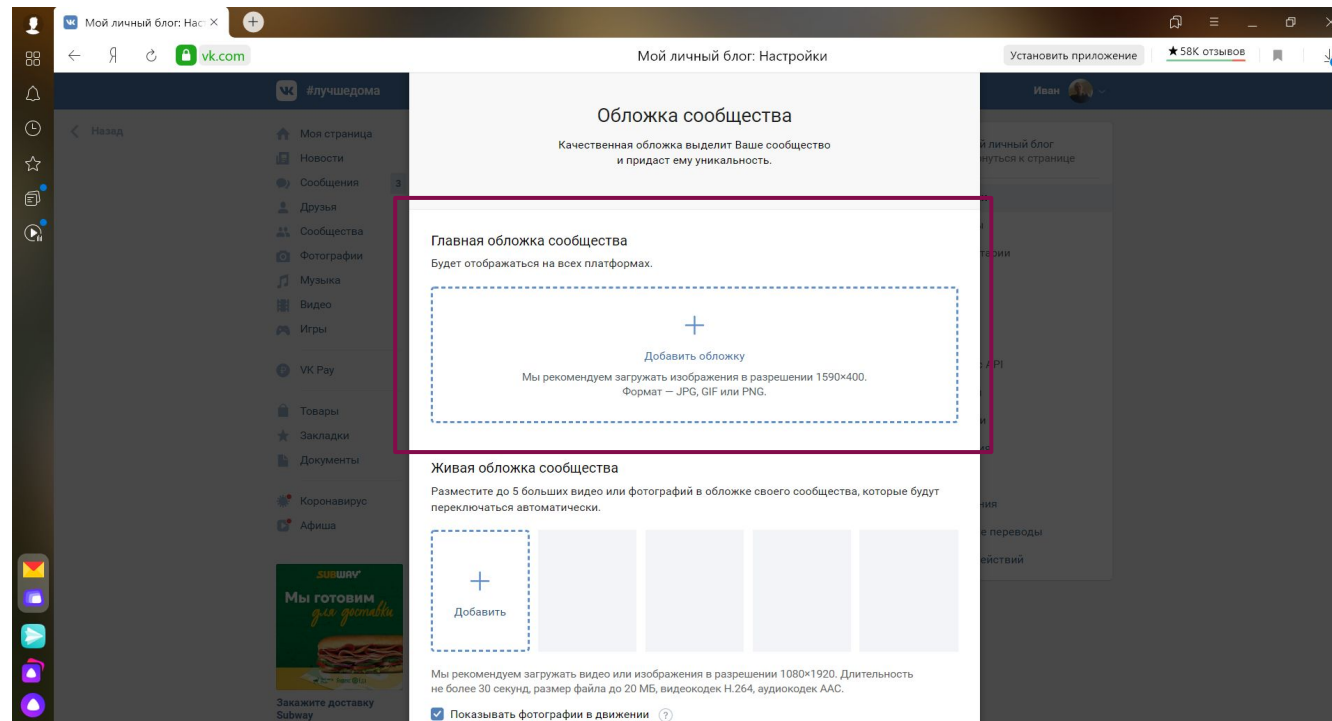 Мой личный блог: Нас
vk.com
Мой личный блог: Настройки
Установить приложение
★58K отзывов
#лучшедома
Иван
Назад
Моя страница
Новости
Сообщения 3
Друзья
Сообщества
Фотографии
Музыка
Видео
Игры
VK Pay
Товары
Закладки
Документы
Коронавирус
Афиша
SUBWAY
Мы готовим
для доставки
Закажите доставку
Subway
Обложка сообщества
Качественная обложка выделит Ваше сообщество
и придаст ему уникальность.
Главная обложка сообщества
Будет отображаться на всех платформах.
Добавить обложку
Мы рекомендуем загружать изображения в разрешении 1590×400.
Формат — JPG, GIF или PNG.
Живая обложка сообщества
Разместите до 5 больших видео или фотографий в обложке своего сообщества, которые будут
переключаться автоматически.
Добавить
Мы рекомендуем загружать видео или изображения в разрешении 1080×1920. Длительность
не более 30 секунд, размер файла до 20 МБ, видеокодек H.264, аудиокодек AAC.
Показывать фотографии в движении
й личный блог
нуться к странице
тарии
API
ния
е переводы
ействий